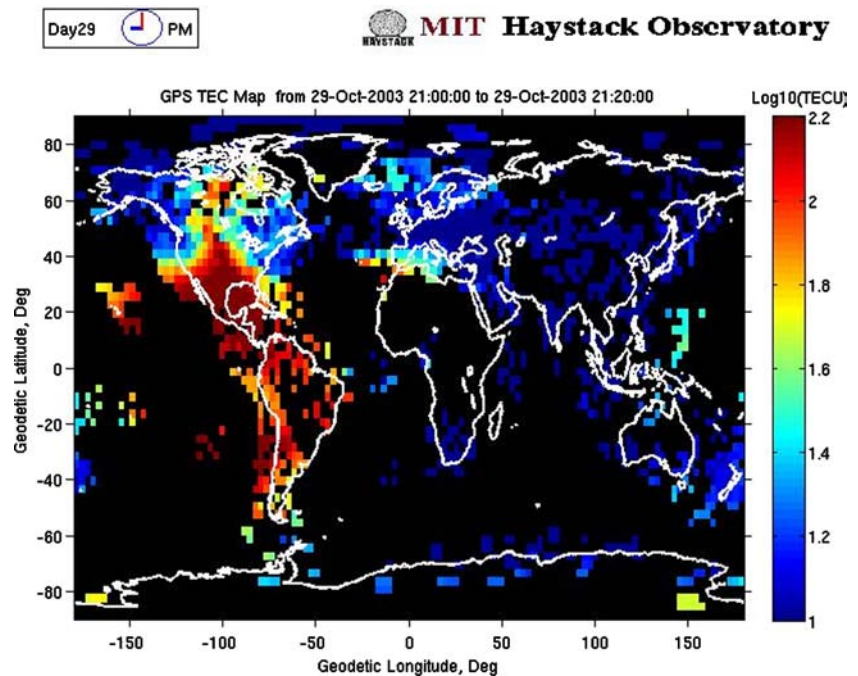 Day29 PM
HAYSTACK
MIT Haystack Observatory
GPS TEC Map from 29-Oct-2003 21:00:00 to 29-Oct-2003 21:20:00
Log10(TECU)
80
60
40
20
0
-20
-40
-60
-80
Geodetic Latitude, Deg
-150 -100 -50 0 50 100 150
Geodetic Longitude, Deg
2.2
2
1.8
1.6
1.4
1.2
1